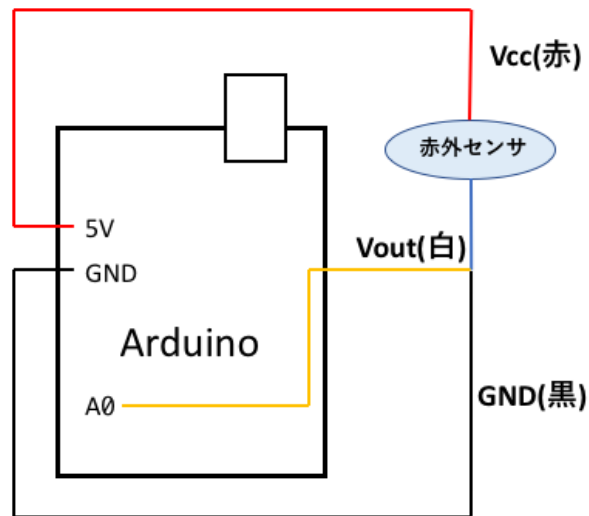 Vcc(赤)
赤外センサ
5V
Vout(白)
GND
Arduino
GND(黒)
A0